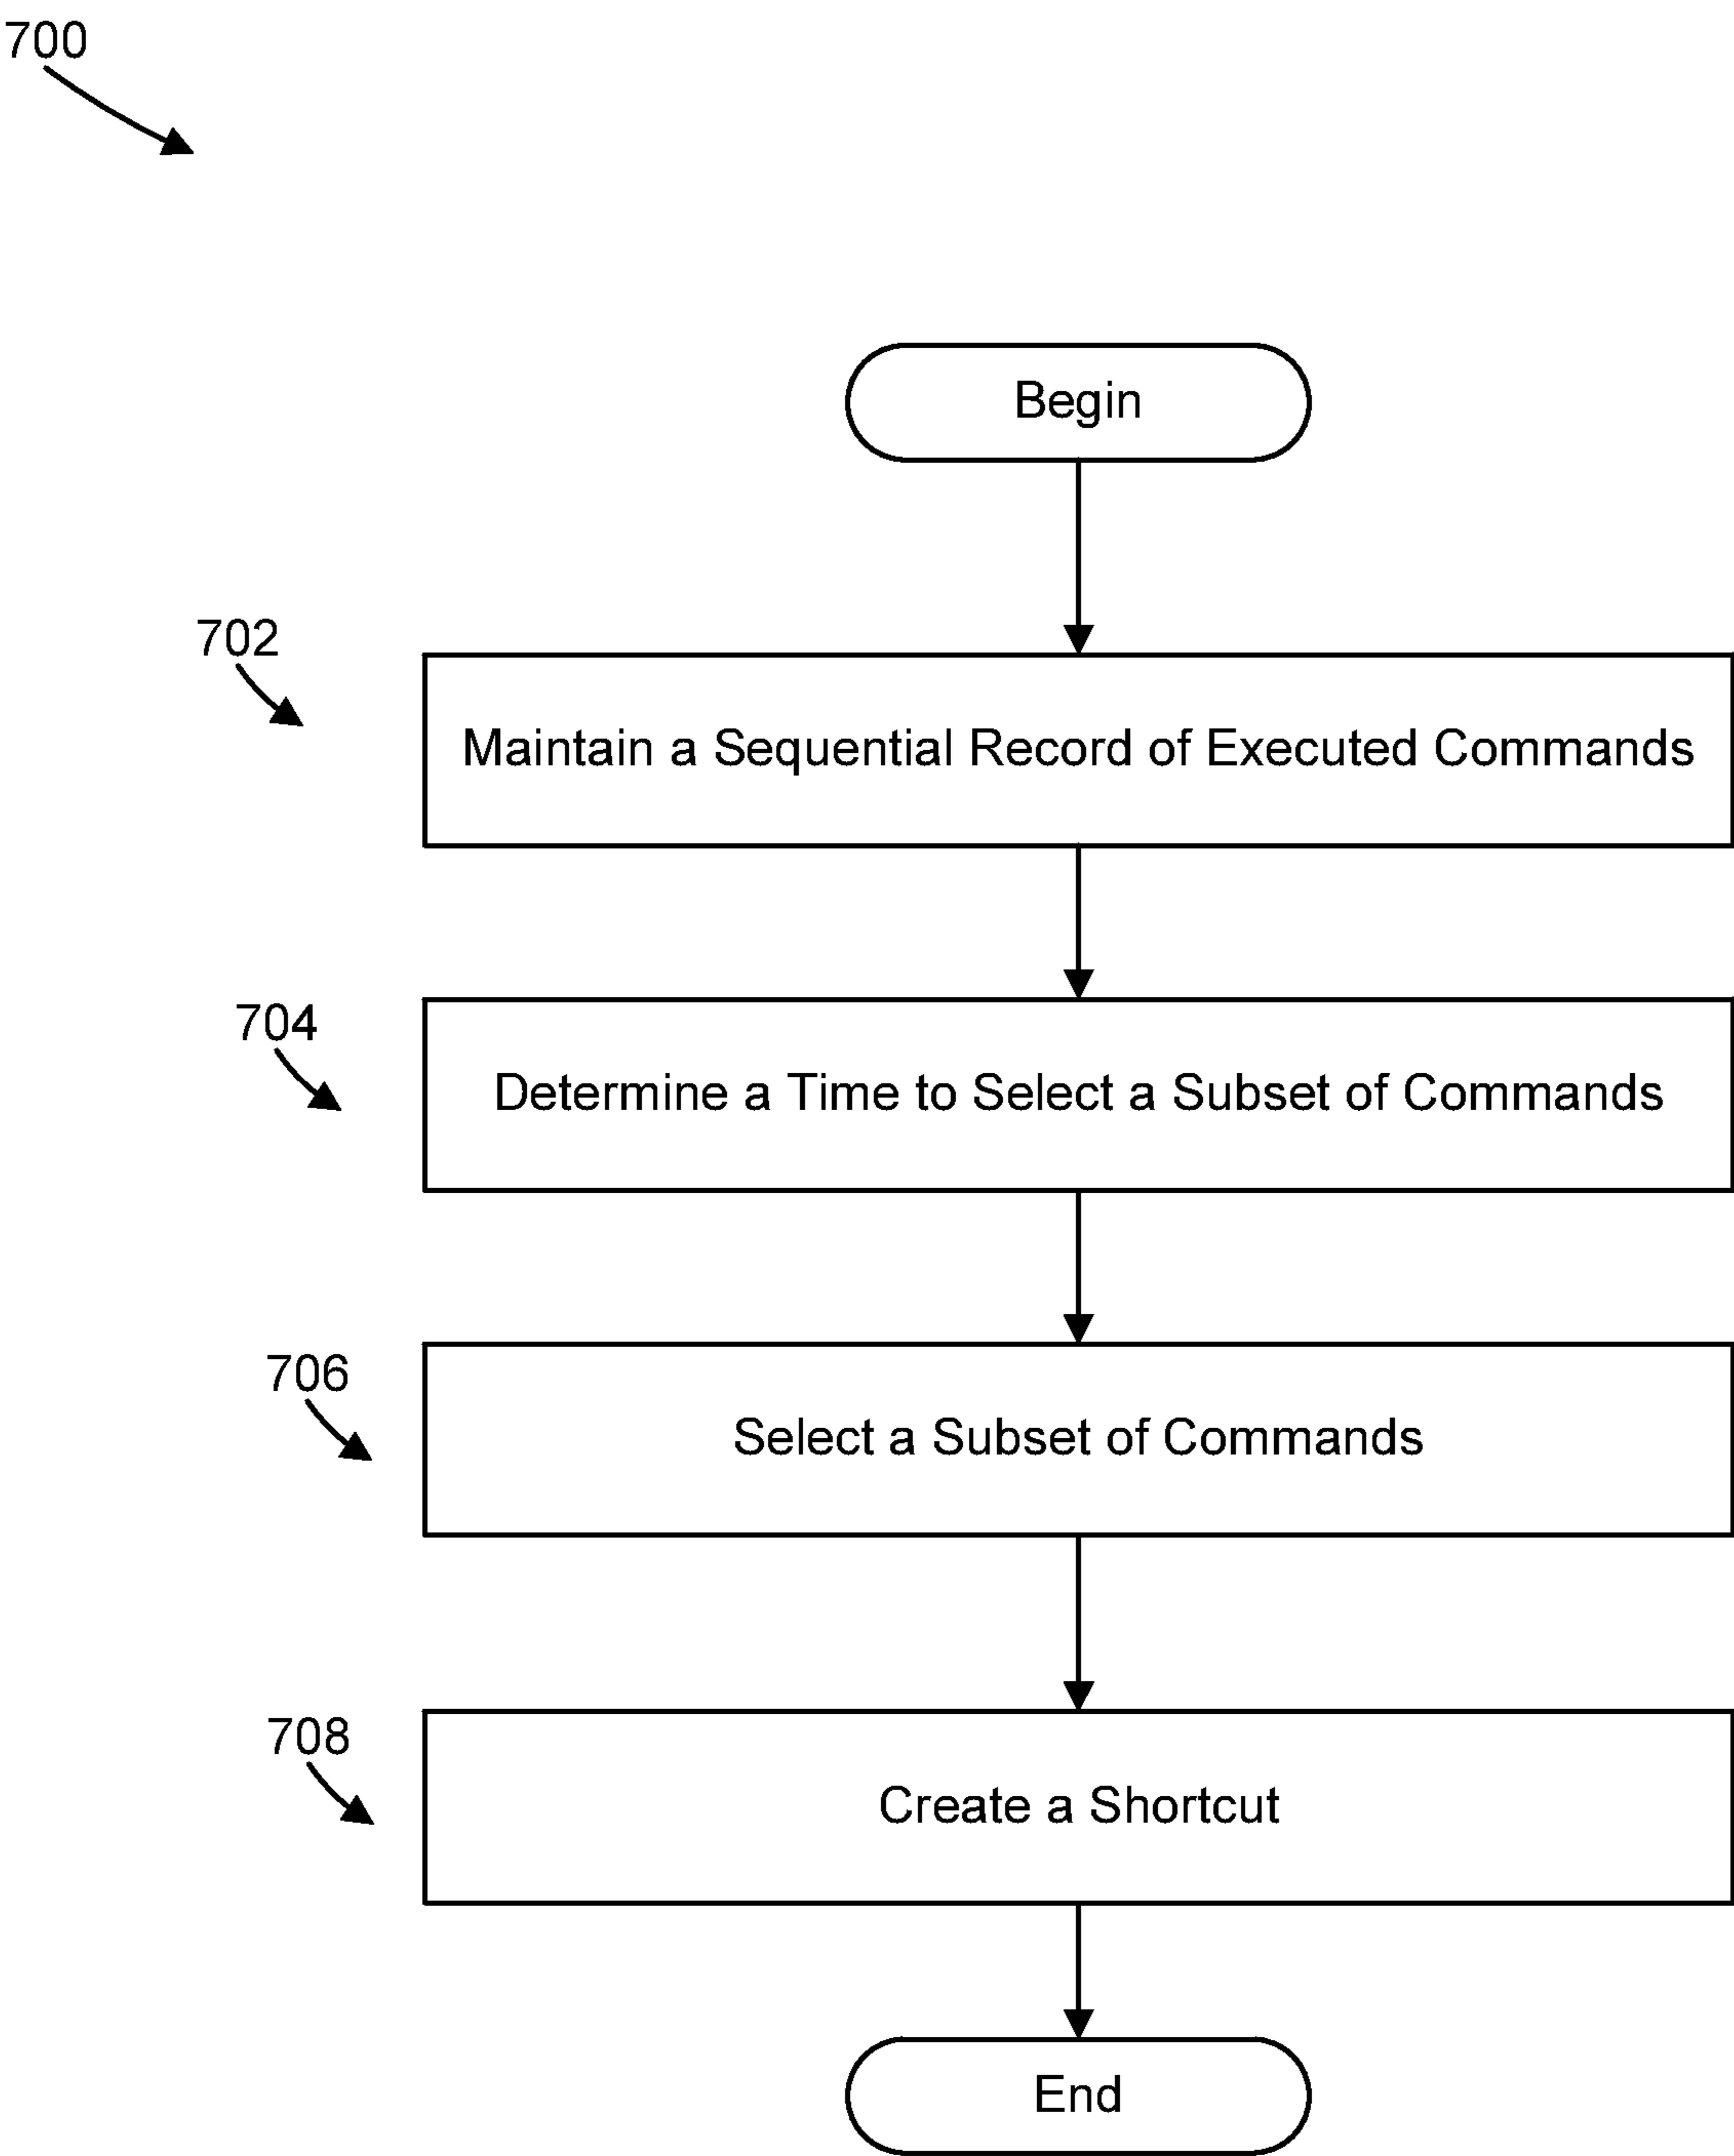 700
Begin
702
Maintain a Sequential Record of Executed Commands
704
Determine a Time to Select a Subset of Commands
706
Select a Subset of Commands
708
Create a Shortcut
End